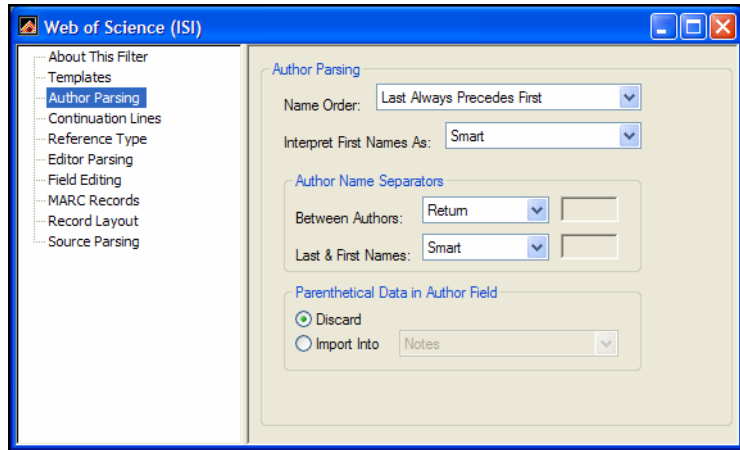 Web of Science (ISI)
About This Filter
Templates
Author Parsing
Continuation Lines
Reference Type
Editor Parsing
Field Editing
MARC Records
Record Layout
Source Parsing
Author Parsing
Name Order: Last Always Precedes First
Interpret First Names As: Smart
Author Name Separators
Between Authors: Return
Last & First Names: Smart
Parenthetical Data in Author Field
Discard
Import Into Notes